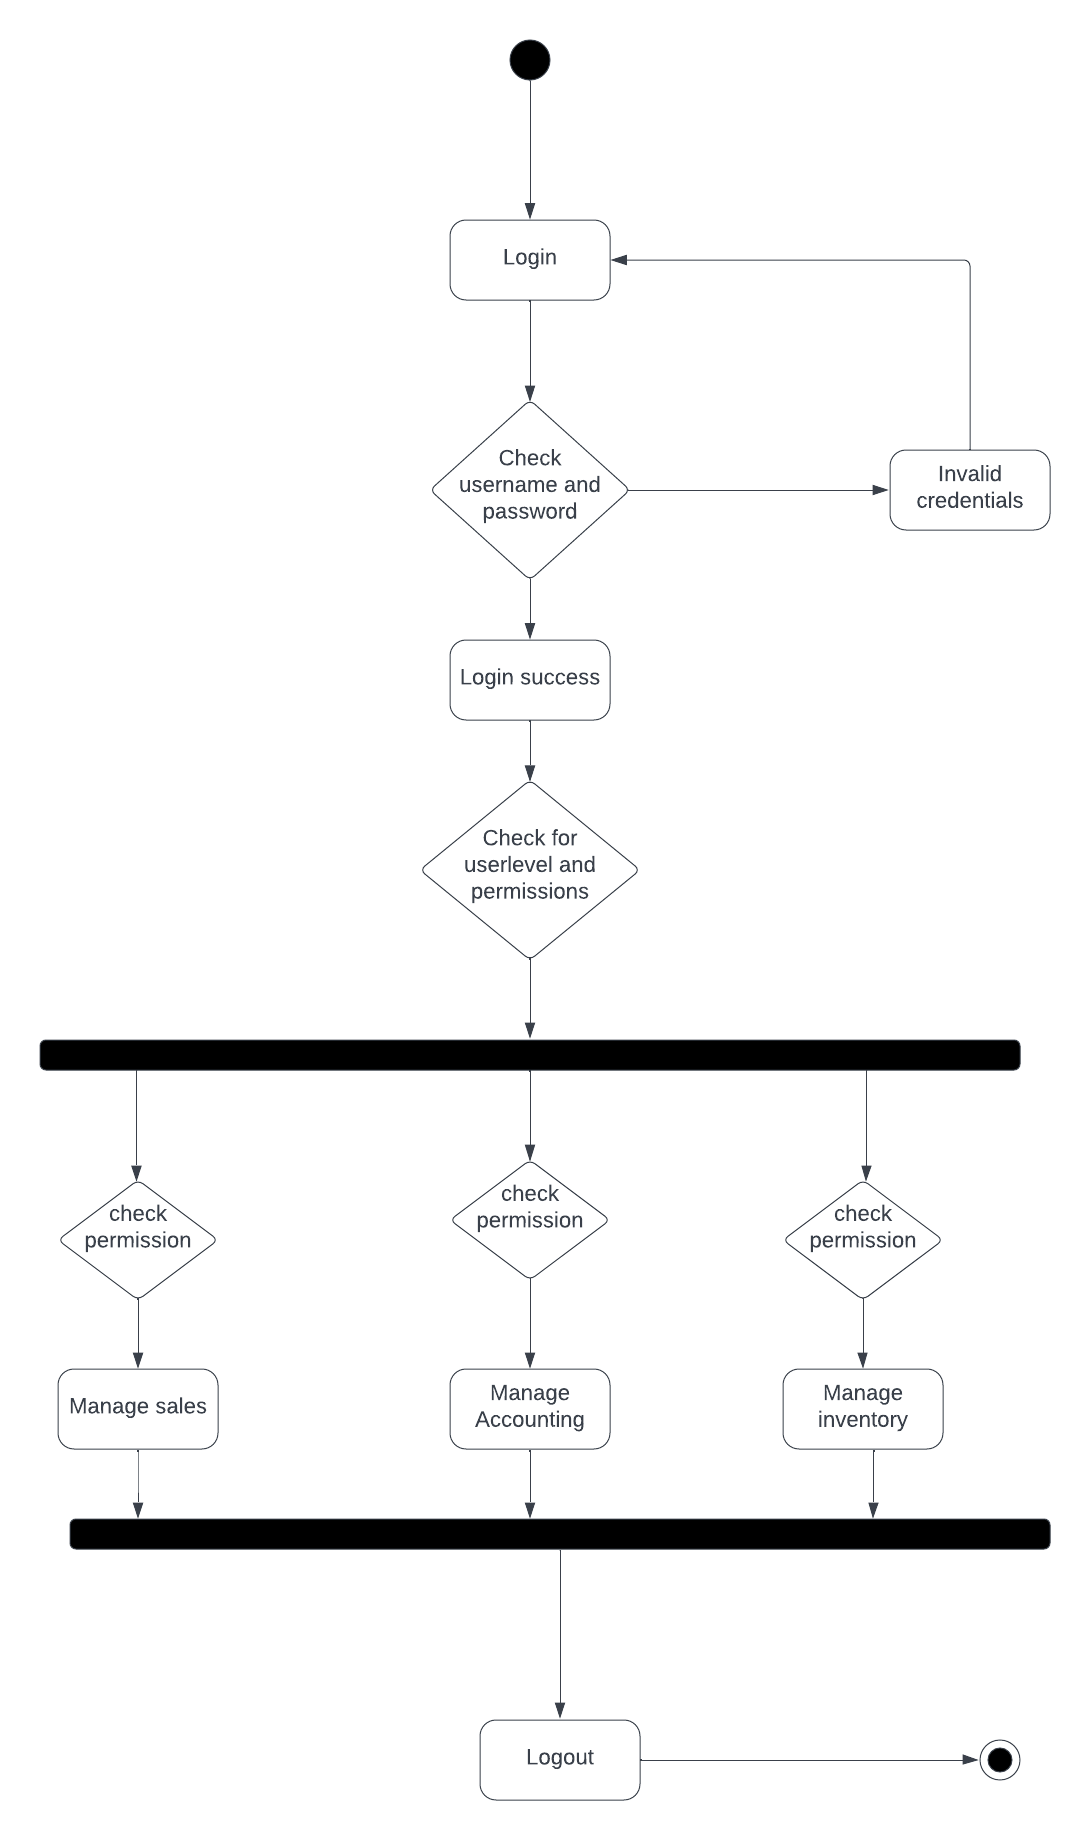 Login
Check
username and
password
Invalid
credentials
Login success
Check for
userlevel and
permissions
check
permission
check
permission
check
permission
Manage sales
Manage
Accounting
Manage
inventory
Logout